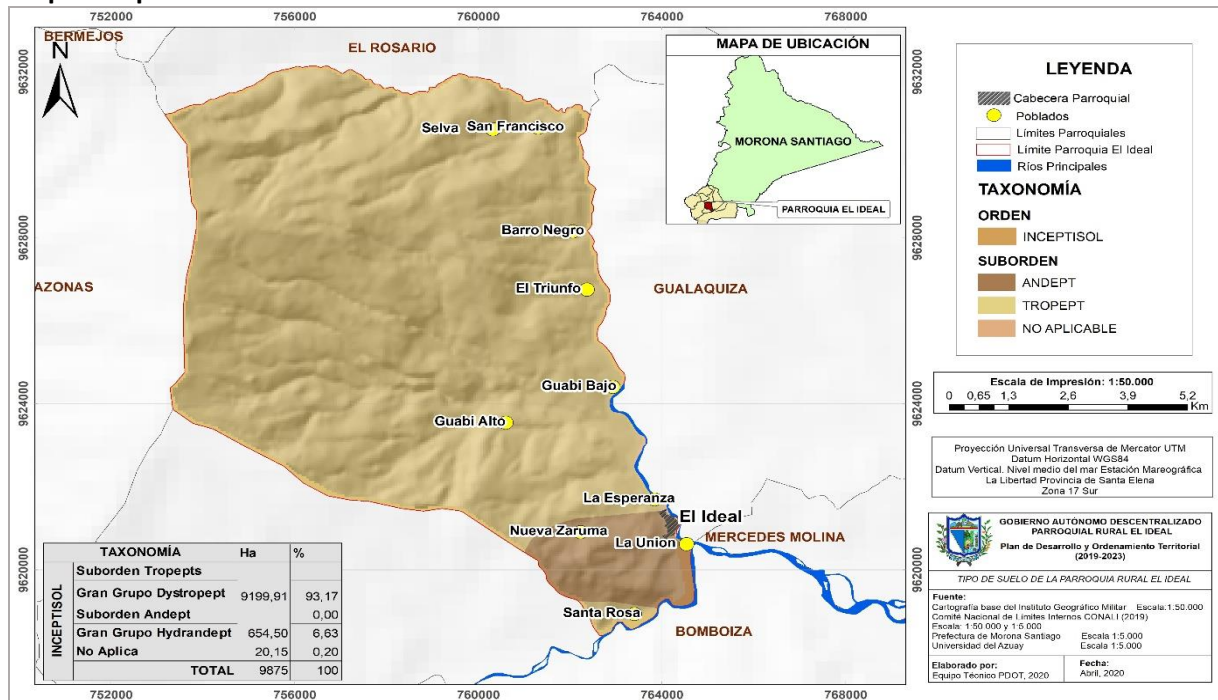 752000 756000 760000 764000 768000
BERMEJOS
EL ROSARIO
N
9632000
9632000
Selva San Francisco
Barro Negro
9628000
9628000
El Triunfo
AZONAS
GUALAQUIZA
Guabi Bajo
9624000
9624000
Guabi Alto
La Esperanza
El Ideal
Nueva Zaruma
La Union
MERCEDES MOLINA
9620000
9620000
Santa Rosa
BOMBOIZA
752000 756000 760000 764000 768000
MAPA DE UBICACIÓN
MORONA SANTIAGO
PARROQUIA EL IDEAL
TAXONOMÍA Ha %
INCEPTISOL
Suborden Tropepts
Gran Grupo Dystropept 9199,91 93,17
Suborden Andept 0,00
Gran Grupo Hydrandept 654,50 6,63
No Aplica 20,15 0,20
TOTAL 9875 100
LEYENDA
Cabecera Parroquial
Poblados
Límites Parroquiales
Límite Parroquia El Ideal
Ríos Principales
TAXONOMÍA
ORDEN
INCEPTISOL
SUBORDEN
ANDEPT
TROPEPT
NO APLICABLE
Escala de Impresión: 1:50.000
0 0,65 1,3 2,6 3,9 5,2
Km
Proyección Universal Transversa de Mercator UTM
Datum Horizontal WGS84
Datum Vertical. Nivel medio del mar Estación Mareográfica
La Libertad Provincia de Santa Elena
Zona 17 Sur
GOBIERNO AUTÓNOMO DESCENTRALIZADO
PARROQUIAL RURAL EL IDEAL
Plan de Desarrollo y Ordenamiento Territorial
(2019-2023)
TIPO DE SUELO DE LA PARROQUIA RURAL EL IDEAL
Fuente:
Cartografía base del Instituto Geográfico Militar Escala:1:50.000
Comité Nacional de Límites Internos CONALI (2019)
Escala: 1:50 000 y 1:5 000
Prefectura de Morona Santiago Escala 1:5.000
Universidad del Azuay Escala 1:5.000
Elaborado por:
Equipo Técnico PDOT, 2020
Fecha:
Abril, 2020